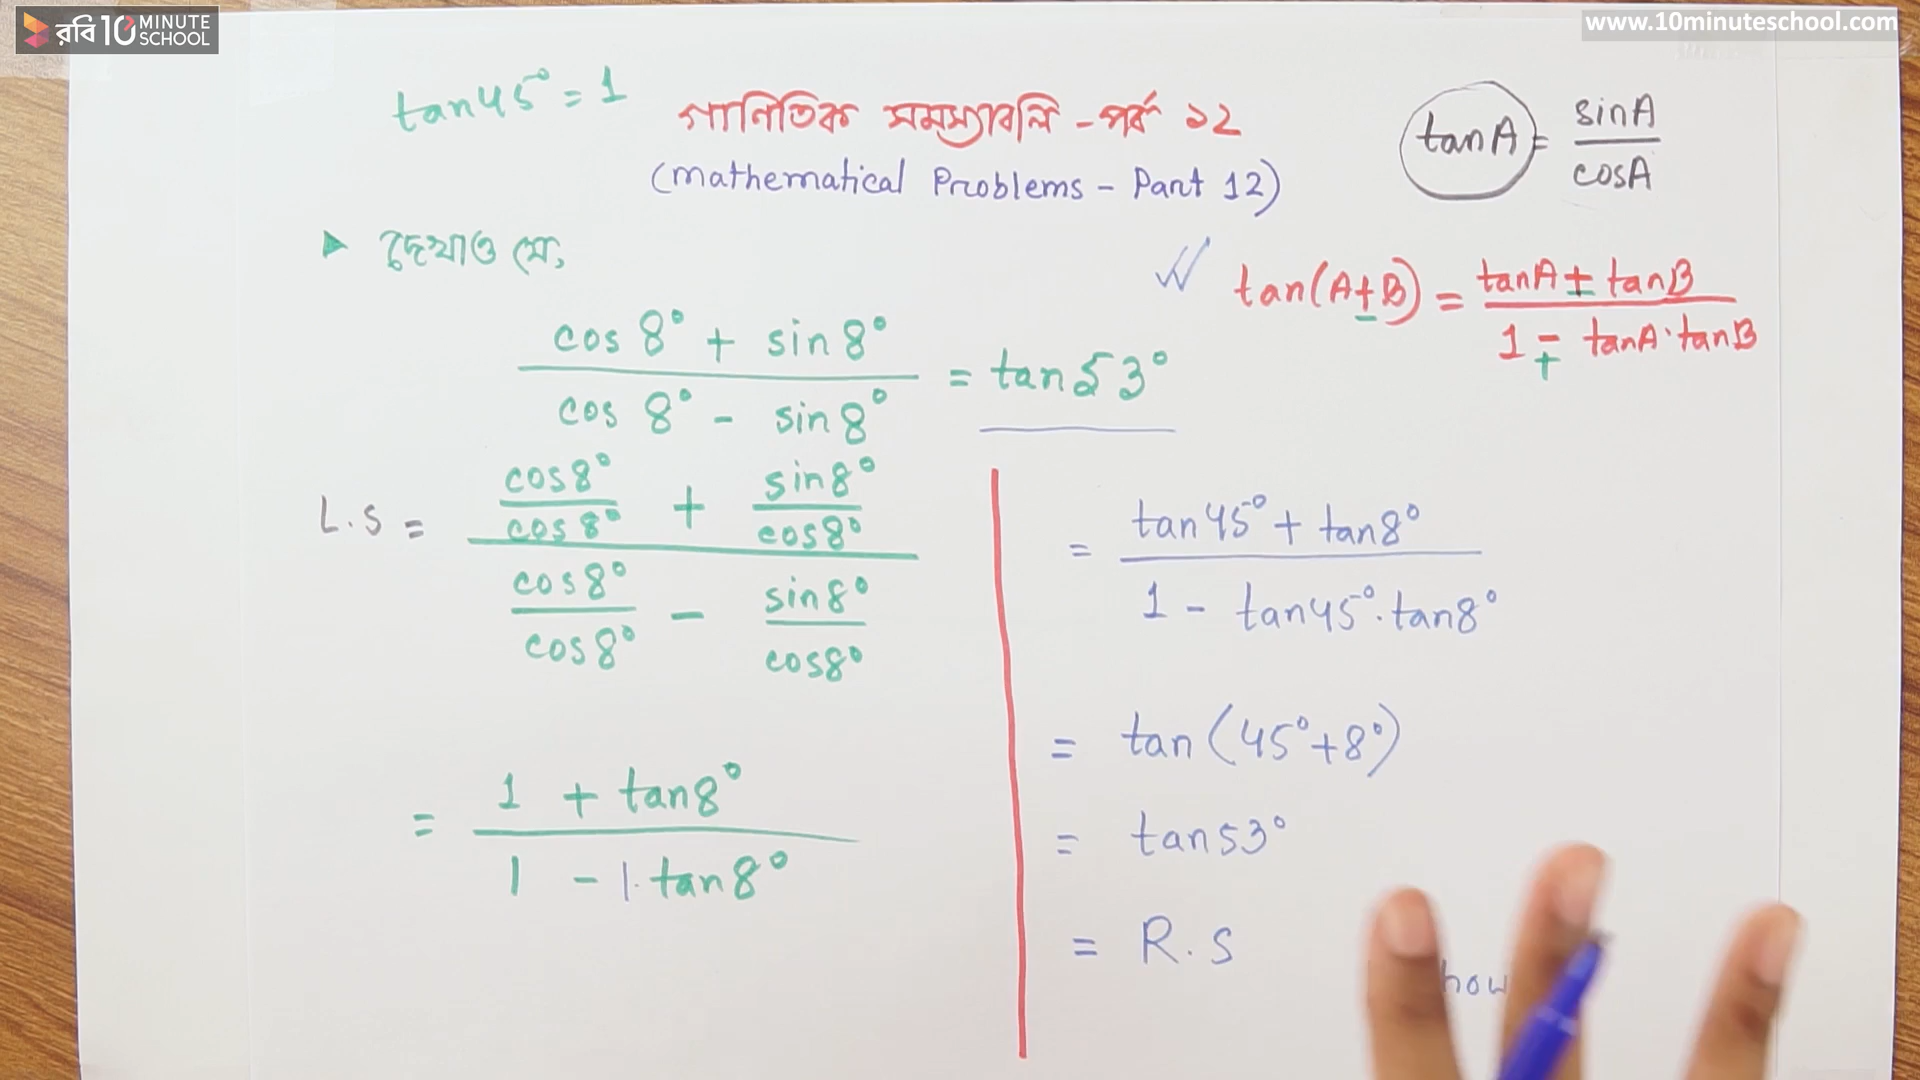 রবি 10 MINUTE SCHOOL
www.10minuteschool.com
tan45° = 1
গাণিতিক সমস্যাবলি - পর্ব ১২
(Mathematical Problems - Part 12)
tanA = sinA / cosA
▶ দেখাও যে,
tan(A±B) = (tanA ± tanB) / (1 ∓ tanA·tanB)
(cos 8° + sin 8°) / (cos 8° - sin 8°) = tan 53°
L.S = (cos8°/cos8° + sin8°/cos8°) / (cos8°/cos8° - sin8°/cos8°)
= (1 + tan8°) / (1 - 1·tan8°)
= (tan45° + tan8°) / (1 - tan45°·tan8°)
= tan(45°+8°)
= tan53°
= R.S